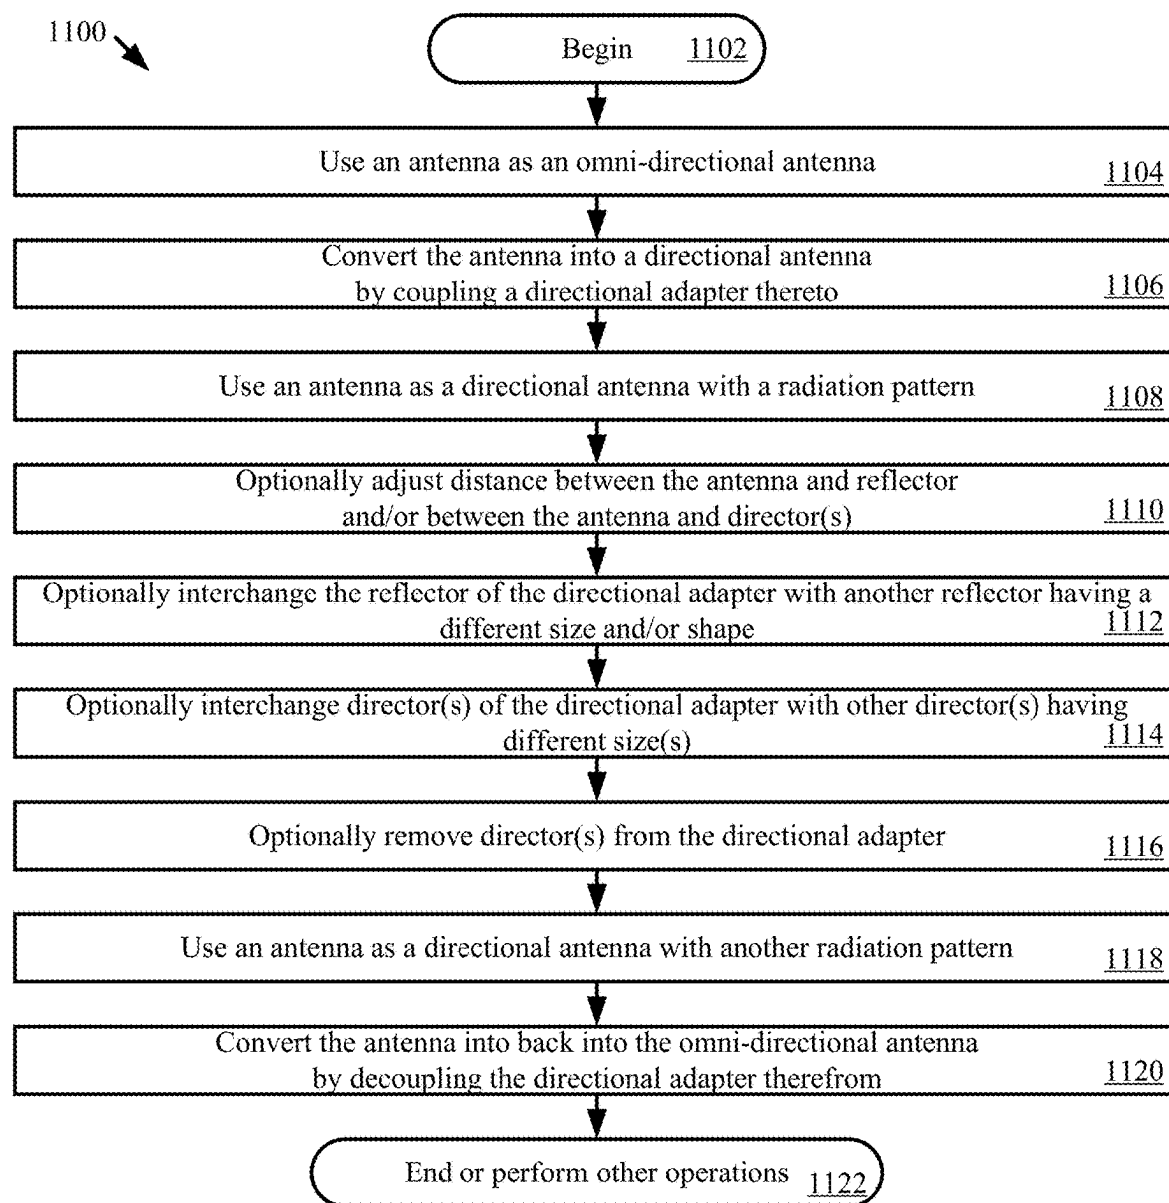 1100
Begin 1102
Use an antenna as an omni-directional antenna
1104
Convert the antenna into a directional antenna
by coupling a directional adapter thereto
1106
Use an antenna as a directional antenna with a radiation pattern
1108
Optionally adjust distance between the antenna and reflector
and/or between the antenna and director(s)
1110
Optionally interchange the reflector of the directional adapter with another reflector having a
different size and/or shape
1112
Optionally interchange director(s) of the directional adapter with other director(s) having
different size(s)
1114
Optionally remove director(s) from the directional adapter
1116
Use an antenna as a directional antenna with another radiation pattern
1118
Convert the antenna into back into the omni-directional antenna
by decoupling the directional adapter therefrom
1120
End or perform other operations 1122